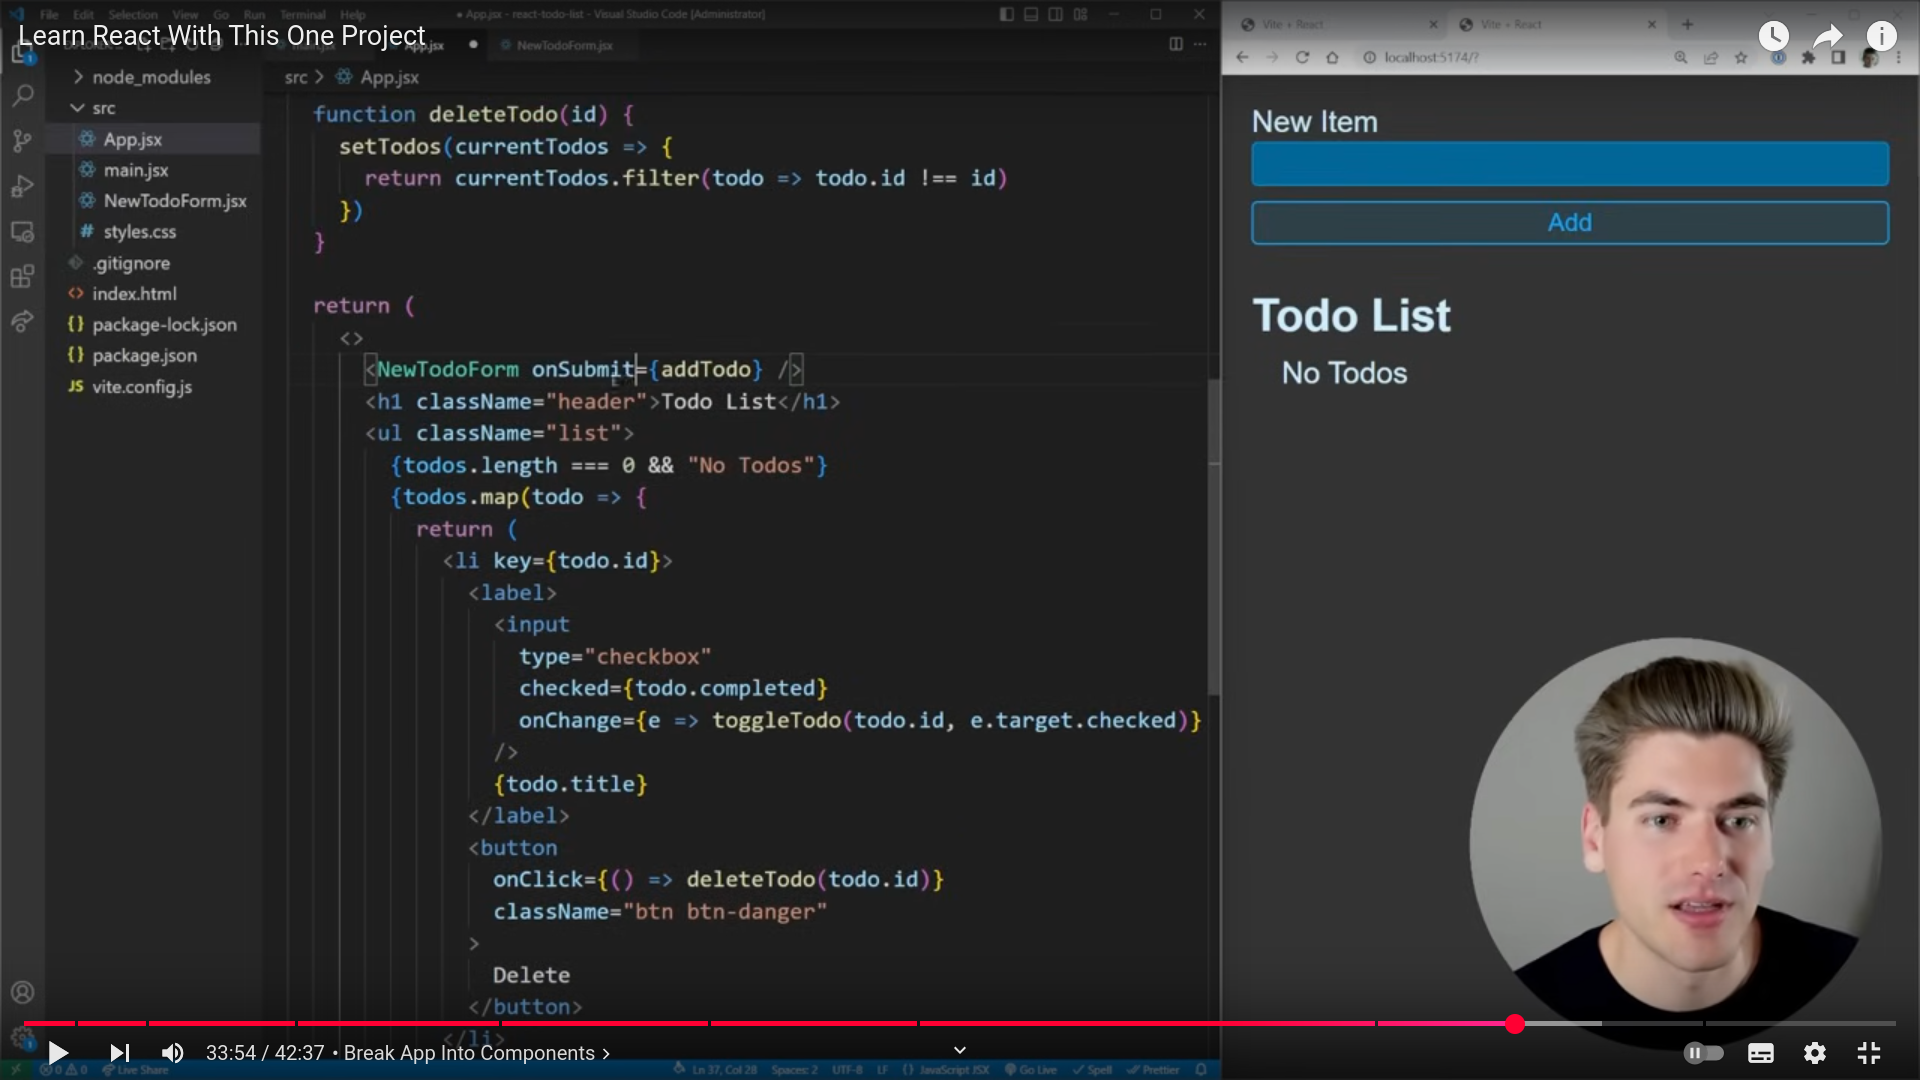 File Edit Selection View Go Run Terminal Help
App.jsx - react-todo-list - Visual Studio Code [Administrator]
Learn React With This One Project
App.jsx
NewTodoForm.jsx
node_modules
src
App.jsx
main.jsx
NewTodoForm.jsx
# styles.css
.gitignore
<> index.html
{} package-lock.json
{} package.json
JS vite.config.js
src > App.jsx
function deleteTodo(id) {
setTodos(currentTodos => {
return currentTodos.filter(todo => todo.id !== id)
})
}
return (
<>
<NewTodoForm onSubmit={addTodo} />
<h1 className="header">Todo List</h1>
<ul className="list">
{todos.length === 0 && "No Todos"}
{todos.map(todo => {
return (
<li key={todo.id}>
<label>
<input
type="checkbox"
checked={todo.completed}
onChange={e => toggleTodo(todo.id, e.target.checked)}
/>
{todo.title}
</label>
<button
onClick={() => deleteTodo(todo.id)}
className="btn btn-danger"
>
Delete
</button>
</li>
Vite + React
Vite + React
localhost:5174/?
New Item
Add
Todo List
No Todos
33:54 / 42:37 • Break App Into Components >
0 0 Live Share
Ln 37, Col 28 Spaces: 2 UTF-8 LF {} JavaScript JSX Go Live Spell Prettier